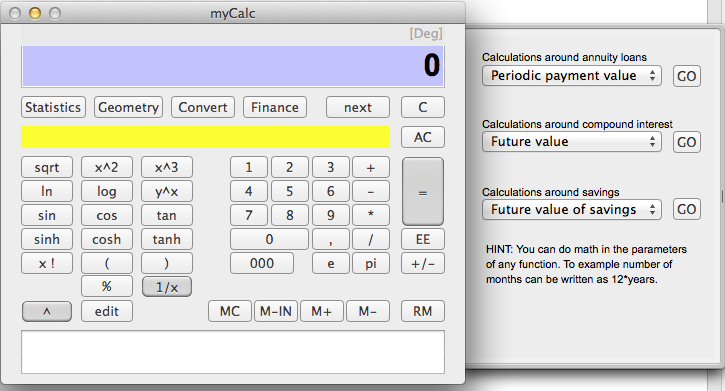 myCalc
[Deg]
0
Statistics Geometry Convert Finance next C
AC
sqrt x^2 x^3 1 2 3 + =
ln log y^x 4 5 6 -
sin cos tan 7 8 9 *
sinh cosh tanh 0 , / EE
x ! ( ) 000 e pi +/-
% 1/x
^ edit MC M-IN M+ M- RM
Calculations around annuity loans
Periodic payment value GO
Calculations around compound interest
Future value GO
Calculations around savings
Future value of savings GO
HINT: You can do math in the parameters
of any function. To example number of
months can be written as 12*years.